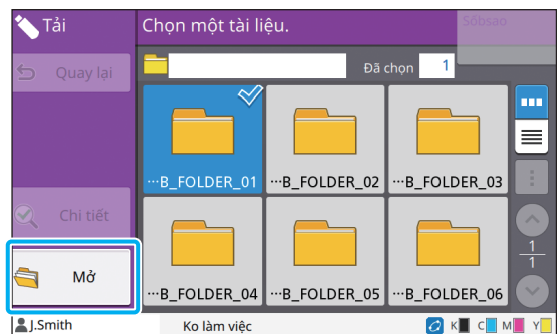 Tải
Chọn một tài liệu.
Sôbsao
Quay lại
Đã chọn 1
···B_FOLDER_01
···B_FOLDER_02
···B_FOLDER_03
Chi tiết
1
1
Mở
···B_FOLDER_04
···B_FOLDER_05
···B_FOLDER_06
J.Smith
Ko làm việc
K C M Y